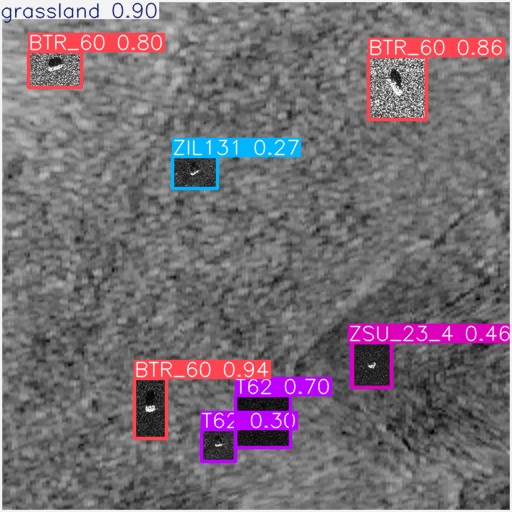 grassland 0.90
BTR_60 0.80
BTR_60 0.86
ZIL131 0.27
ZSU_23_4 0.46
BTR_60 0.94
T62 0.70
T62 0.30